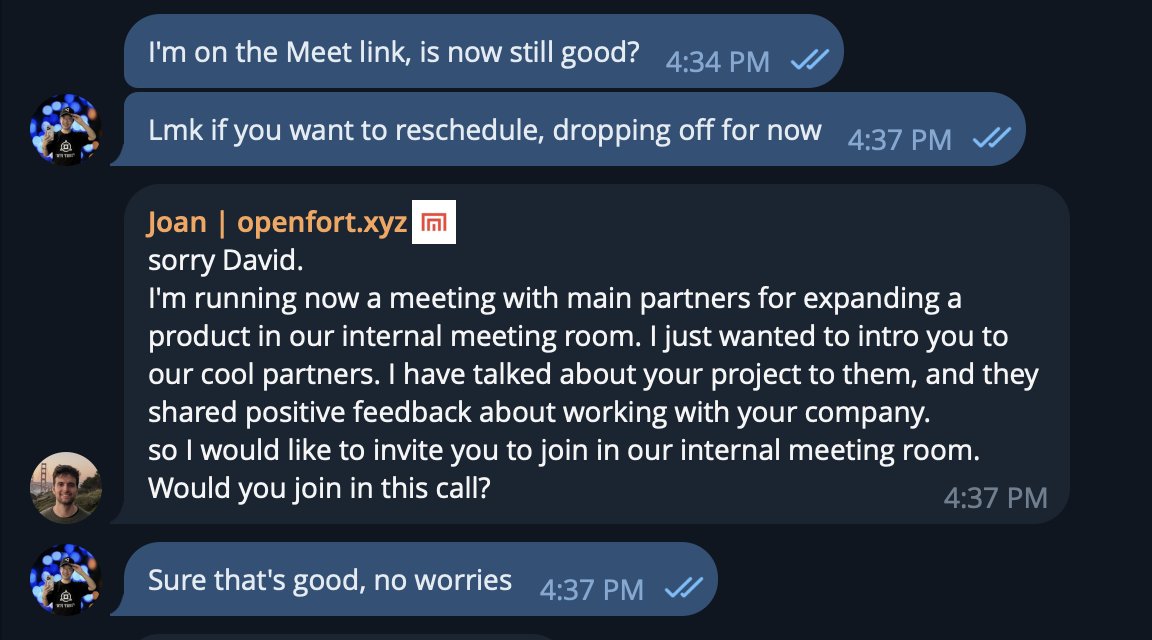 I'm on the Meet link, is now still good? 4:34 PM
Lmk if you want to reschedule, dropping off for now 4:37 PM
Joan | openfort.xyz
sorry David.
I'm running now a meeting with main partners for expanding a
product in our internal meeting room. I just wanted to intro you to
our cool partners. I have talked about your project to them, and they
shared positive feedback about working with your company.
so I would like to invite you to join in our internal meeting room.
Would you join in this call?
4:37 PM
Sure that's good, no worries 4:37 PM